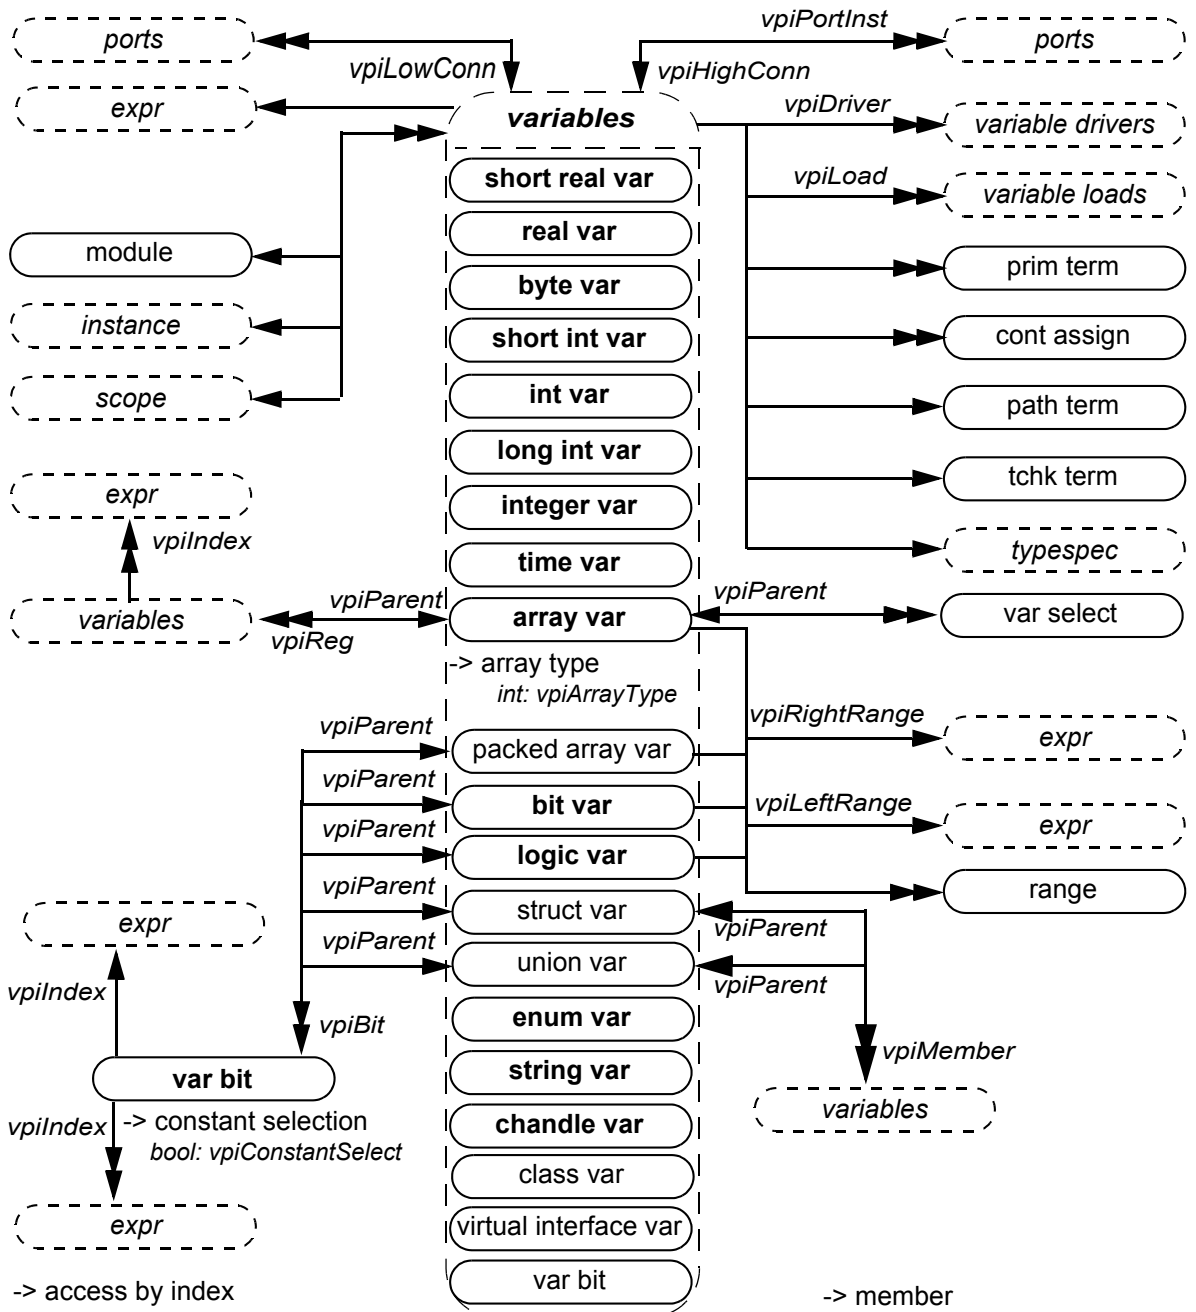 ports
vpiLowConn
vpiPortInst
ports
vpiHighConn
expr
variables
vpiDriver
variable drivers
short real var
vpiLoad
variable loads
real var
module
prim term
byte var
instance
short int var
cont assign
scope
int var
path term
long int var
tchk term
expr
vpiIndex
integer var
time var
typespec
variables
vpiParent
vpiReg
array var
vpiParent
var select
-> array type
int: vpiArrayType
vpiParent
packed array var
vpiRightRange
expr
vpiParent
bit var
vpiLeftRange
expr
vpiParent
logic var
vpiParent
struct var
range
vpiParent
expr
vpiParent
union var
vpiParent
vpiIndex
vpiBit
enum var
vpiMember
var bit
string var
variables
vpiIndex
-> constant selection
bool: vpiConstantSelect
chandle var
class var
expr
virtual interface var
-> access by index
var bit
-> member